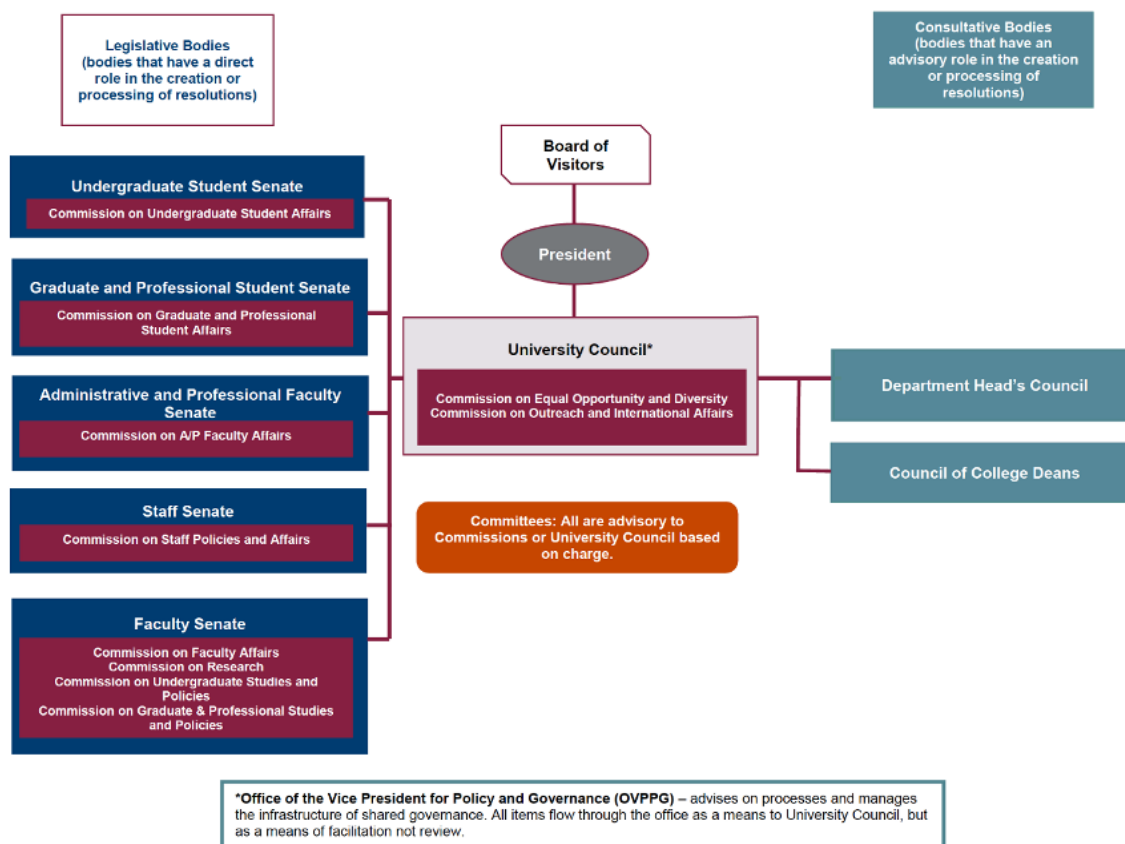 Legislative Bodies
(bodies that have a direct
role in the creation or
processing of resolutions)
Consultative Bodies
(bodies that have an
advisory role in the creation
or processing of
resolutions)
Board of
Visitors
President
University Council*
Commission on Equal Opportunity and Diversity
Commission on Outreach and International Affairs
Undergraduate Student Senate
Commission on Undergraduate Student Affairs
Graduate and Professional Student Senate
Commission on Graduate and Professional
Student Affairs
Administrative and Professional Faculty
Senate
Commission on A/P Faculty Affairs
Staff Senate
Commission on Staff Policies and Affairs
Faculty Senate
Commission on Faculty Affairs
Commission on Research
Commission on Undergraduate Studies and
Policies
Commission on Graduate & Professional Studies
and Policies
Department Head’s Council
Council of College Deans
Committees: All are advisory to
Commissions or University Council based
on charge.
*Office of the Vice President for Policy and Governance (OVPPG) – advises on processes and manages
the infrastructure of shared governance. All items flow through the office as a means to University Council, but
as a means of facilitation not review.